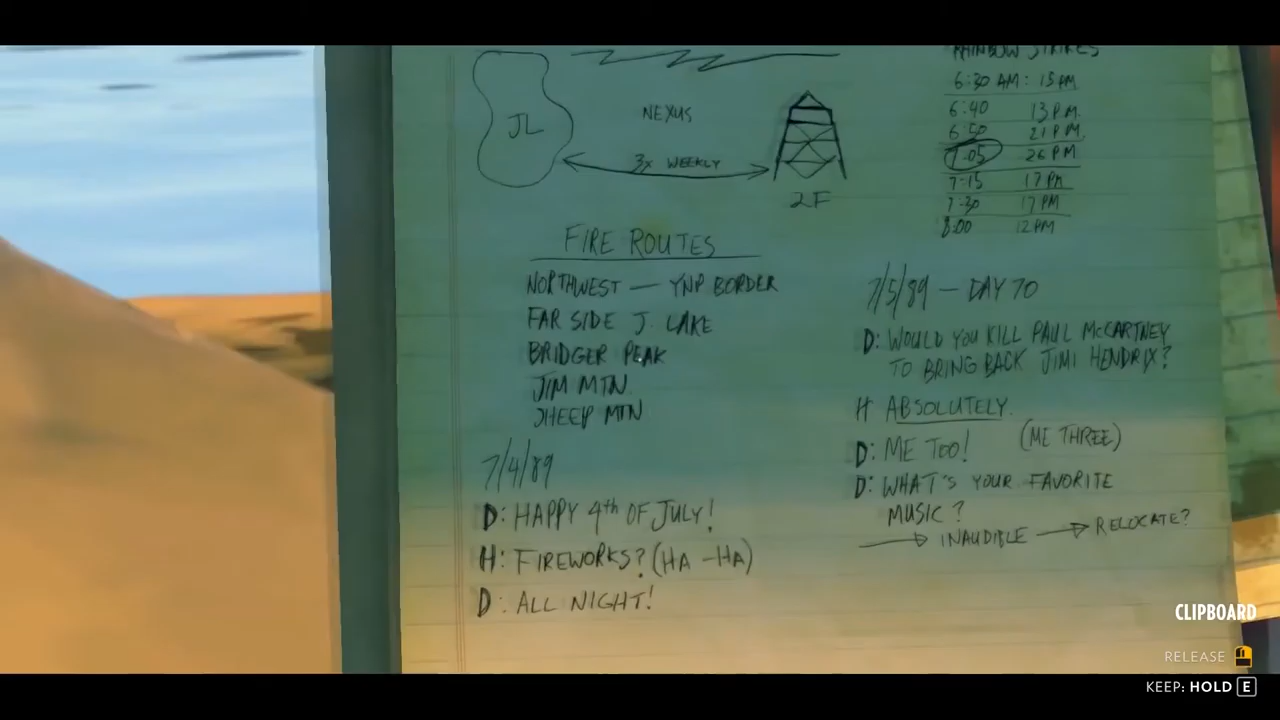 JL
NEXUS
3X WEEKLY
2F
FIRE ROUTES
NORTHWEST — YNP BORDER
FAR SIDE J. LAKE
BRIDGER PEAK
JIM MTN.
SHEEP MTN
7/4/89
D: HAPPY 4th OF JULY!
H: FIREWORKS? (HA-HA)
D: ALL NIGHT!
RAINBOW STRIKES
6:30 AM: 15 PM
6:40 13 P.M.
6:50 21 P.M.
7:05 26 PM
7:15 17 PM
7:30 17 PM
8:00 12 PM
7/5/89 — DAY 70
D: WOULD YOU KILL PAUL McCARTNEY
TO BRING BACK JIMI HENDRIX?
H ABSOLUTELY.
D: ME TOO! (ME THREE)
D: WHAT'S YOUR FAVORITE
MUSIC?
INAUDIBLE → RELOCATE?
CLIPBOARD
RELEASE
KEEP: HOLD E